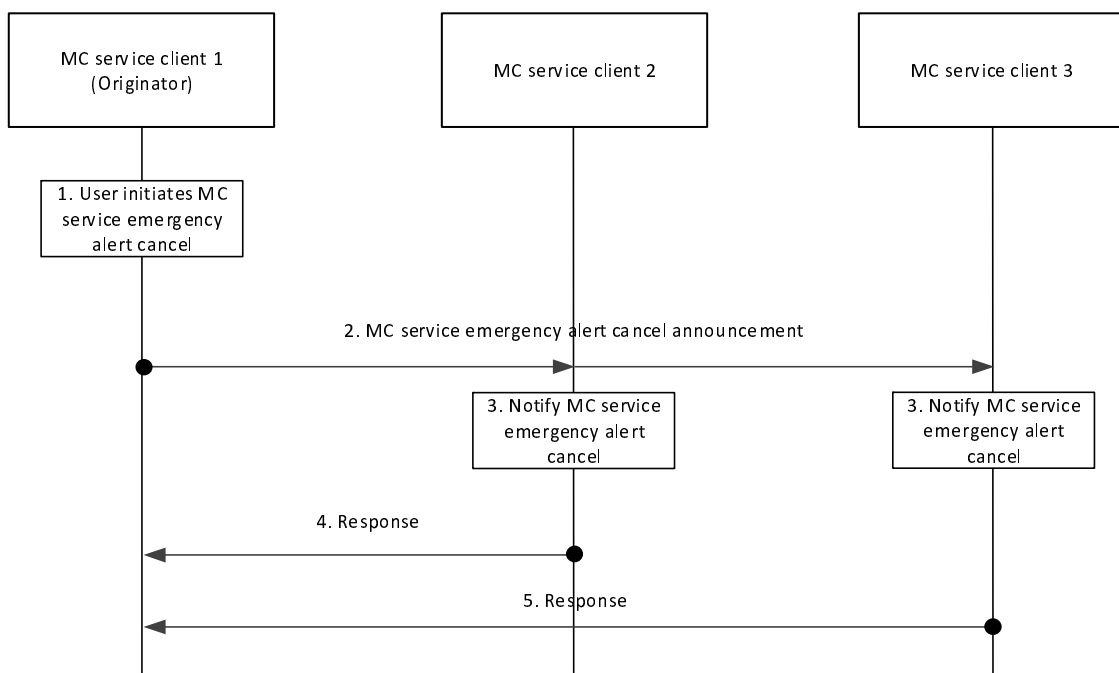 MC service client 1
(Originator)
MC service client 2
MC service client 3
1. User initiates MC
service emergency
alert cancel
2. MC service emergency alert cancel announcement
3. Notify MC service
emergency alert
cancel
3. Notify MC service
emergency alert
cancel
4. Response
5. Response